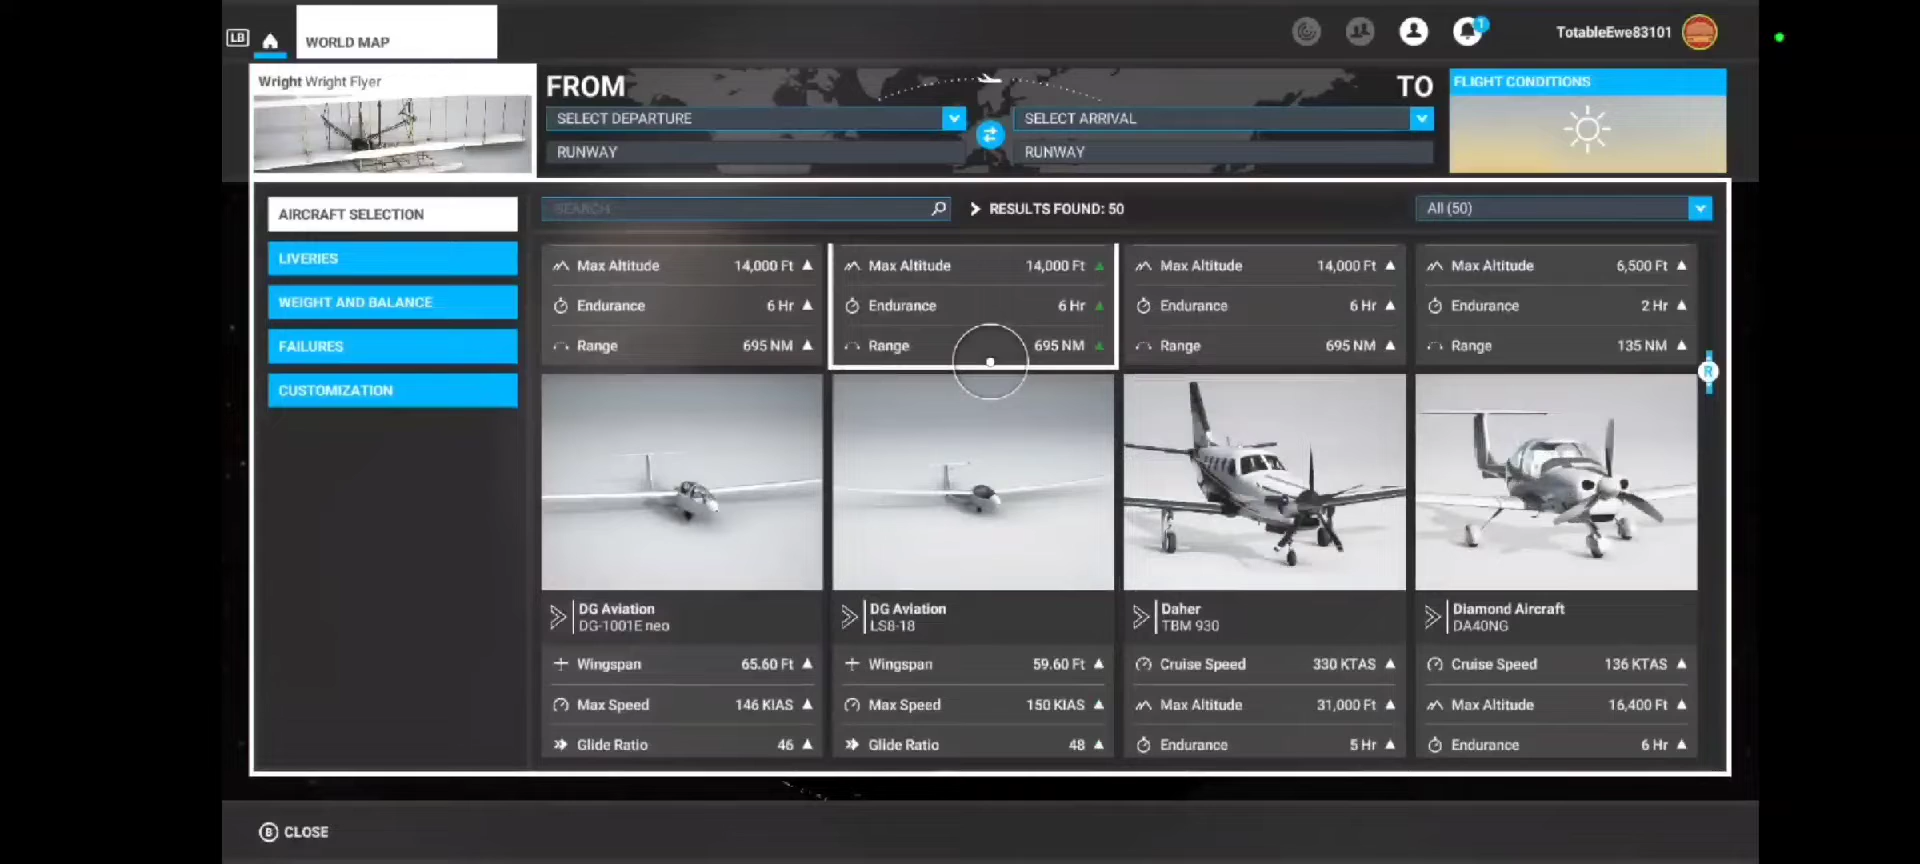 LB
WORLD MAP
1
TotableEwe83101
Wright Wright Flyer
FROM
TO
FLIGHT CONDITIONS
SELECT DEPARTURE
SELECT ARRIVAL
RUNWAY
RUNWAY
AIRCRAFT SELECTION
LIVERIES
WEIGHT AND BALANCE
FAILURES
CUSTOMIZATION
SEARCH
RESULTS FOUND: 50
All (50)
Max Altitude 14,000 Ft
Endurance 6 Hr
Range 695 NM
Max Altitude 14,000 Ft
Endurance 6 Hr
Range 695 NM
Max Altitude 14,000 Ft
Endurance 6 Hr
Range 695 NM
Max Altitude 6,500 Ft
Endurance 2 Hr
Range 135 NM
R
DG Aviation
DG-1001E neo
Wingspan 65.60 Ft
Max Speed 146 KIAS
Glide Ratio 46
DG Aviation
LS8-18
Wingspan 59.60 Ft
Max Speed 150 KIAS
Glide Ratio 48
Daher
TBM 930
Cruise Speed 330 KTAS
Max Altitude 31,000 Ft
Endurance 5 Hr
Diamond Aircraft
DA40NG
Cruise Speed 136 KTAS
Max Altitude 16,400 Ft
Endurance 6 Hr
B CLOSE